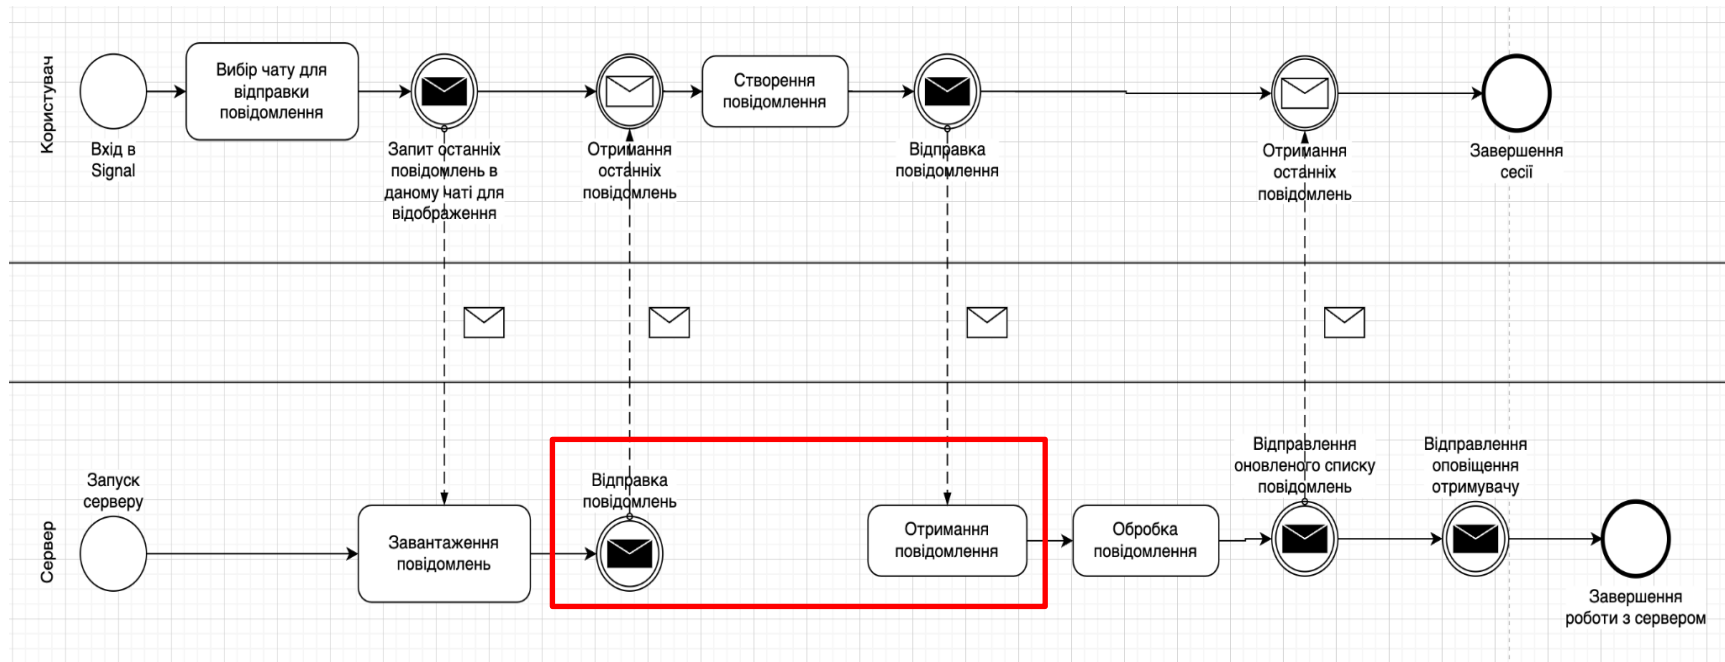 Користувач
Вхід в
Signal
Вибір чату для
відправки
повідомлення
Запит останніх
повідомлень в
даному чаті для
відображення
Отримання
останніх
повідомлень
Створення
повідомлення
Відправка
повідомлення
Отримання
останніх
повідомлень
Завершення
сесії
Сервер
Запуск
серверу
Завантаження
повідомлень
Відправка
повідомлень
Отримання
повідомлення
Обробка
повідомлення
Відправлення
оновленого списку
повідомлень
Відправлення
оповіщення
отримувачу
Завершення
роботи з сервером